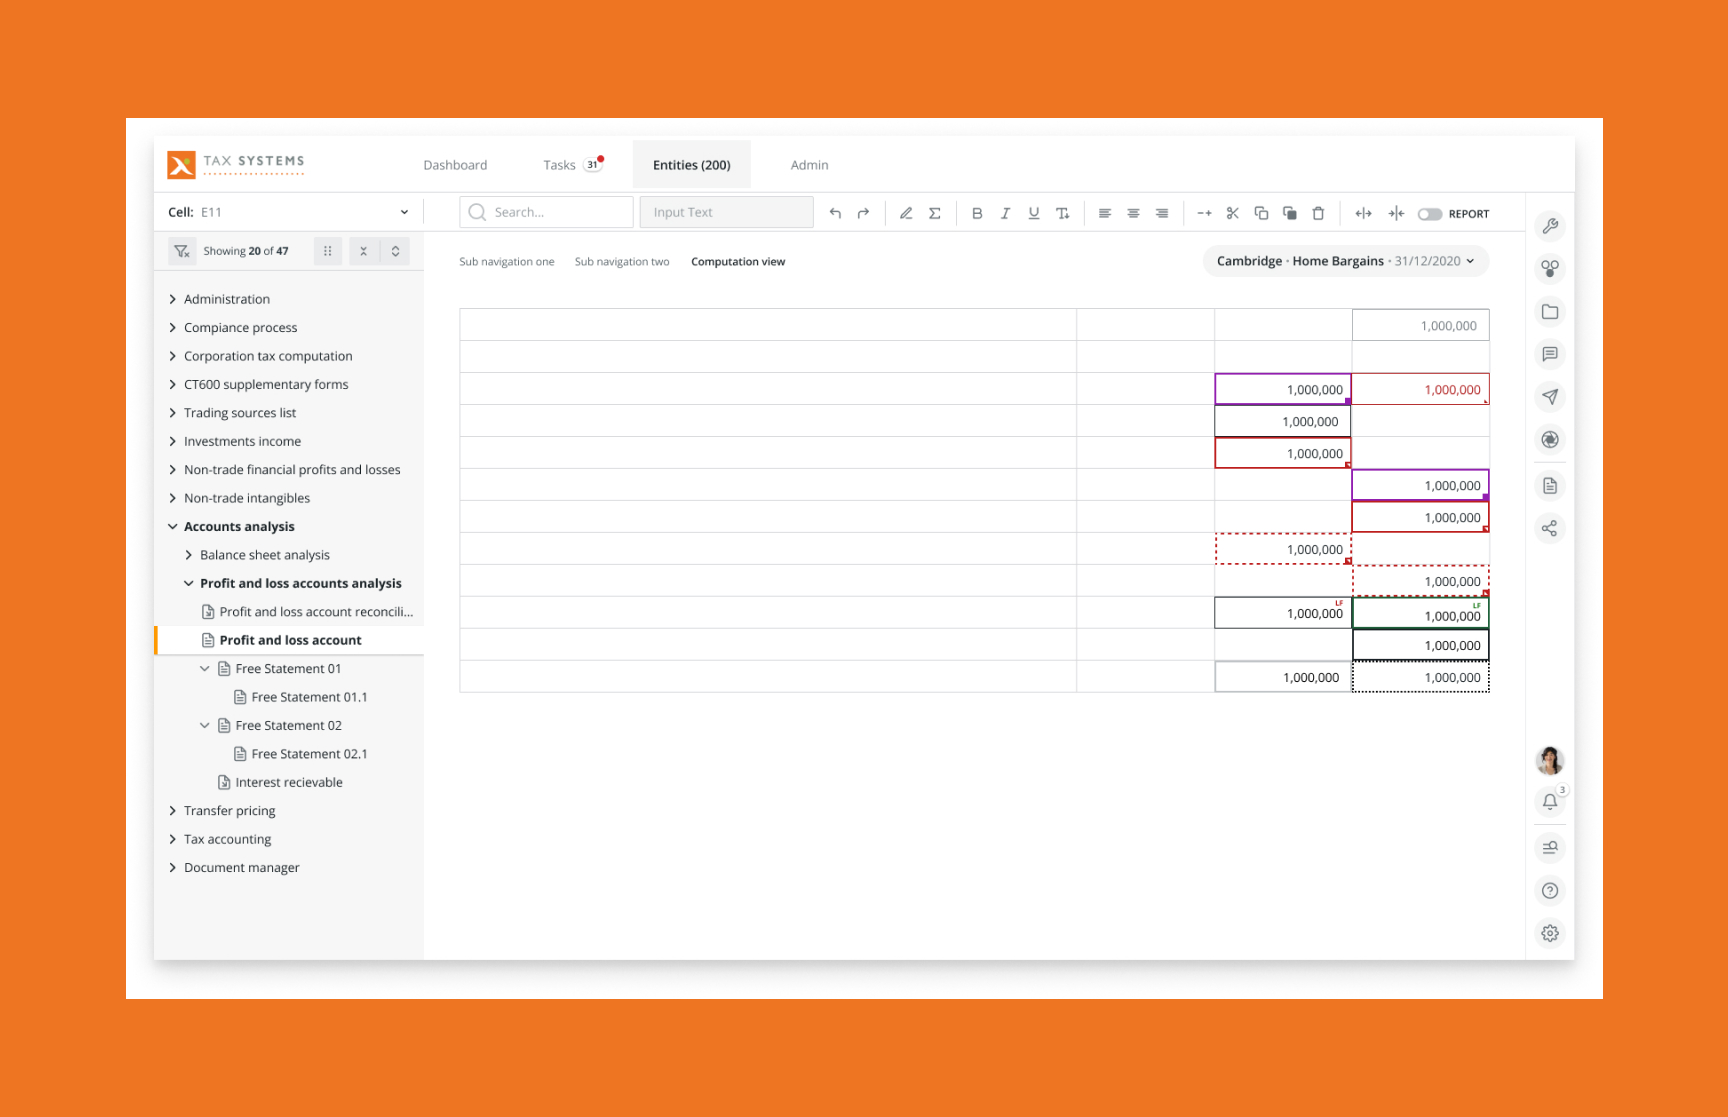 TAX SYSTEMS
Dashboard
Tasks 31
Entities (200)
Admin
Cell: E11
Search...
Input Text
B I U T
REPORT
Showing 20 of 47
Sub navigation one
Sub navigation two
Computation view
Cambridge · Home Bargains · 31/12/2020
Administration
Compiance process
Corporation tax computation
CT600 supplementary forms
Trading sources list
Investments income
Non-trade financial profits and losses
Non-trade intangibles
Accounts analysis
Balance sheet analysis
Profit and loss accounts analysis
Profit and loss account reconcili...
Profit and loss account
Free Statement 01
Free Statement 01.1
Free Statement 02
Free Statement 02.1
Interest recievable
Transfer pricing
Tax accounting
Document manager
1,000,000
1,000,000 1,000,000
1,000,000
1,000,000
1,000,000
1,000,000
1,000,000
1,000,000
LF LF
1,000,000 1,000,000
1,000,000
1,000,000 1,000,000
3